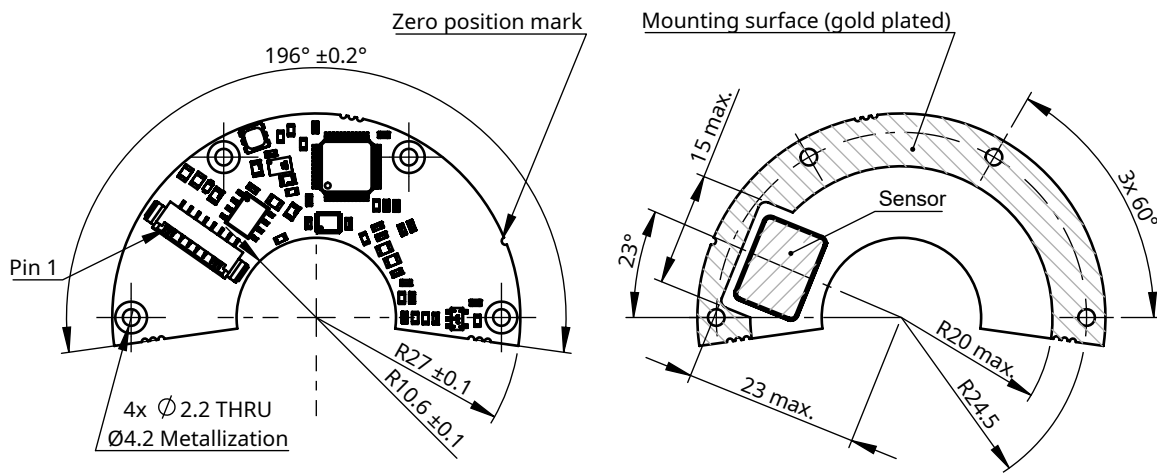 Zero position mark
Mounting surface (gold plated)
196° ±0.2°
15 max.
3x 60°
Sensor
23°
Pin 1
R27 ±0.1
R10.6 ±0.1
R20 max.
R24.5
23 max.
4x ∅ 2.2 THRU
Ø4.2 Metallization